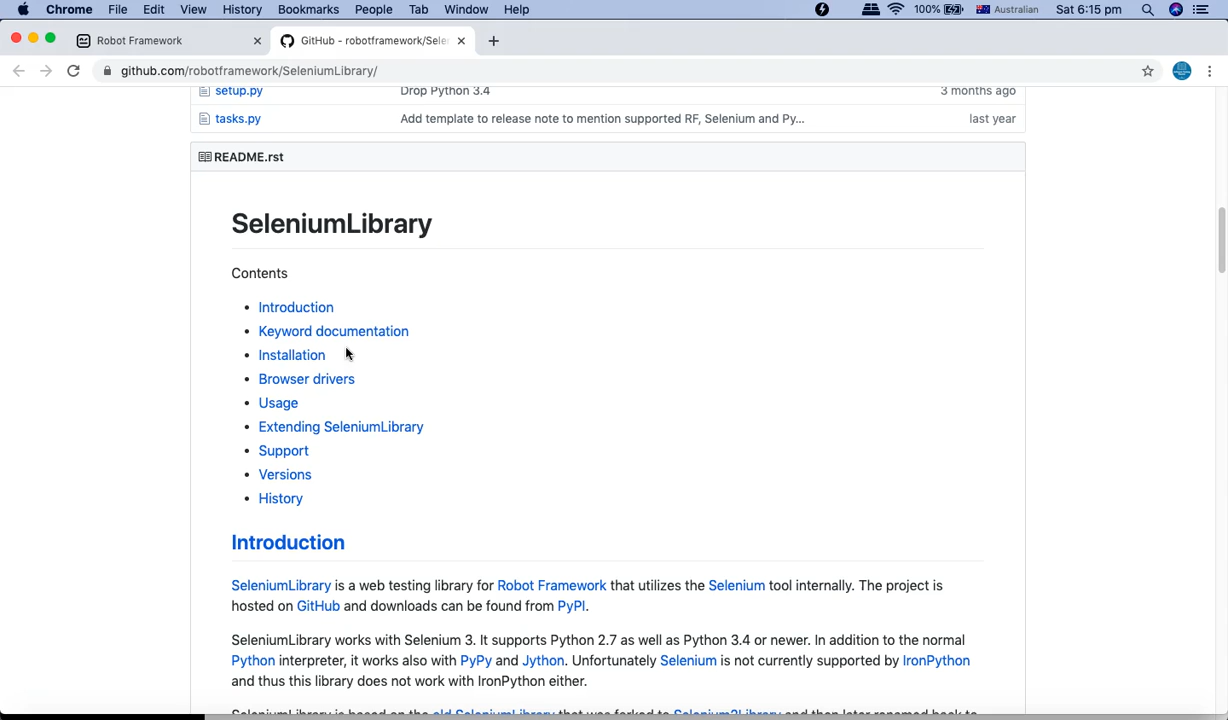 Chrome File Edit View History Bookmarks People Tab Window Help 100% Australian Sat 6:15 pm
Robot Framework GitHub - robotframework/Sele
github.com/robotframework/SeleniumLibrary/
setup.py Drop Python 3.4 3 months ago
tasks.py Add template to release note to mention supported RF, Selenium and Py... last year
README.rst
SeleniumLibrary
Contents
• Introduction
• Keyword documentation
• Installation
• Browser drivers
• Usage
• Extending SeleniumLibrary
• Support
• Versions
• History
Introduction
SeleniumLibrary is a web testing library for Robot Framework that utilizes the Selenium tool internally. The project is
hosted on GitHub and downloads can be found from PyPI.
SeleniumLibrary works with Selenium 3. It supports Python 2.7 as well as Python 3.4 or newer. In addition to the normal
Python interpreter, it works also with PyPy and Jython. Unfortunately Selenium is not currently supported by IronPython
and thus this library does not work with IronPython either.
SeleniumLibrary is based on the old SeleniumLibrary that was forked to Selenium2Library and then later renamed back to